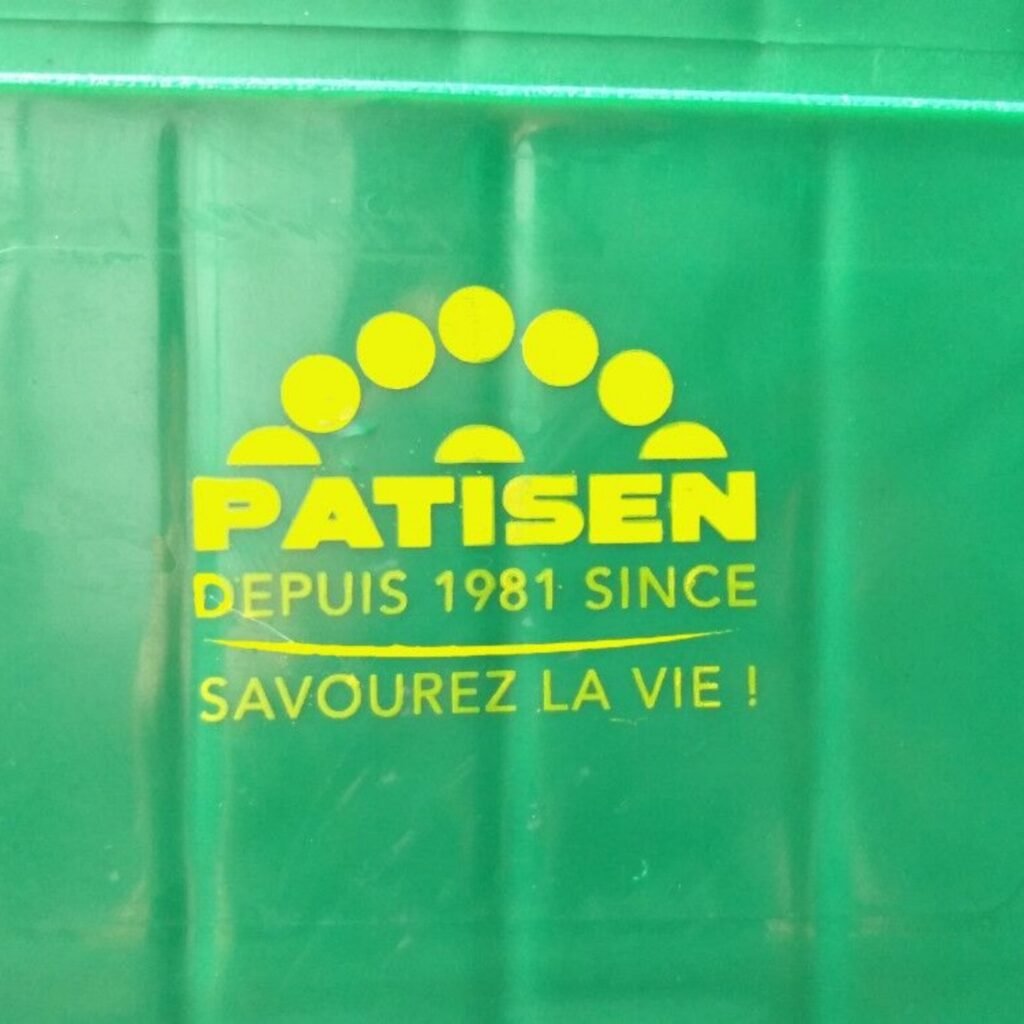 PATISEN
DEPUIS 1981 SINCE
SAVOUREZ LA VIE !